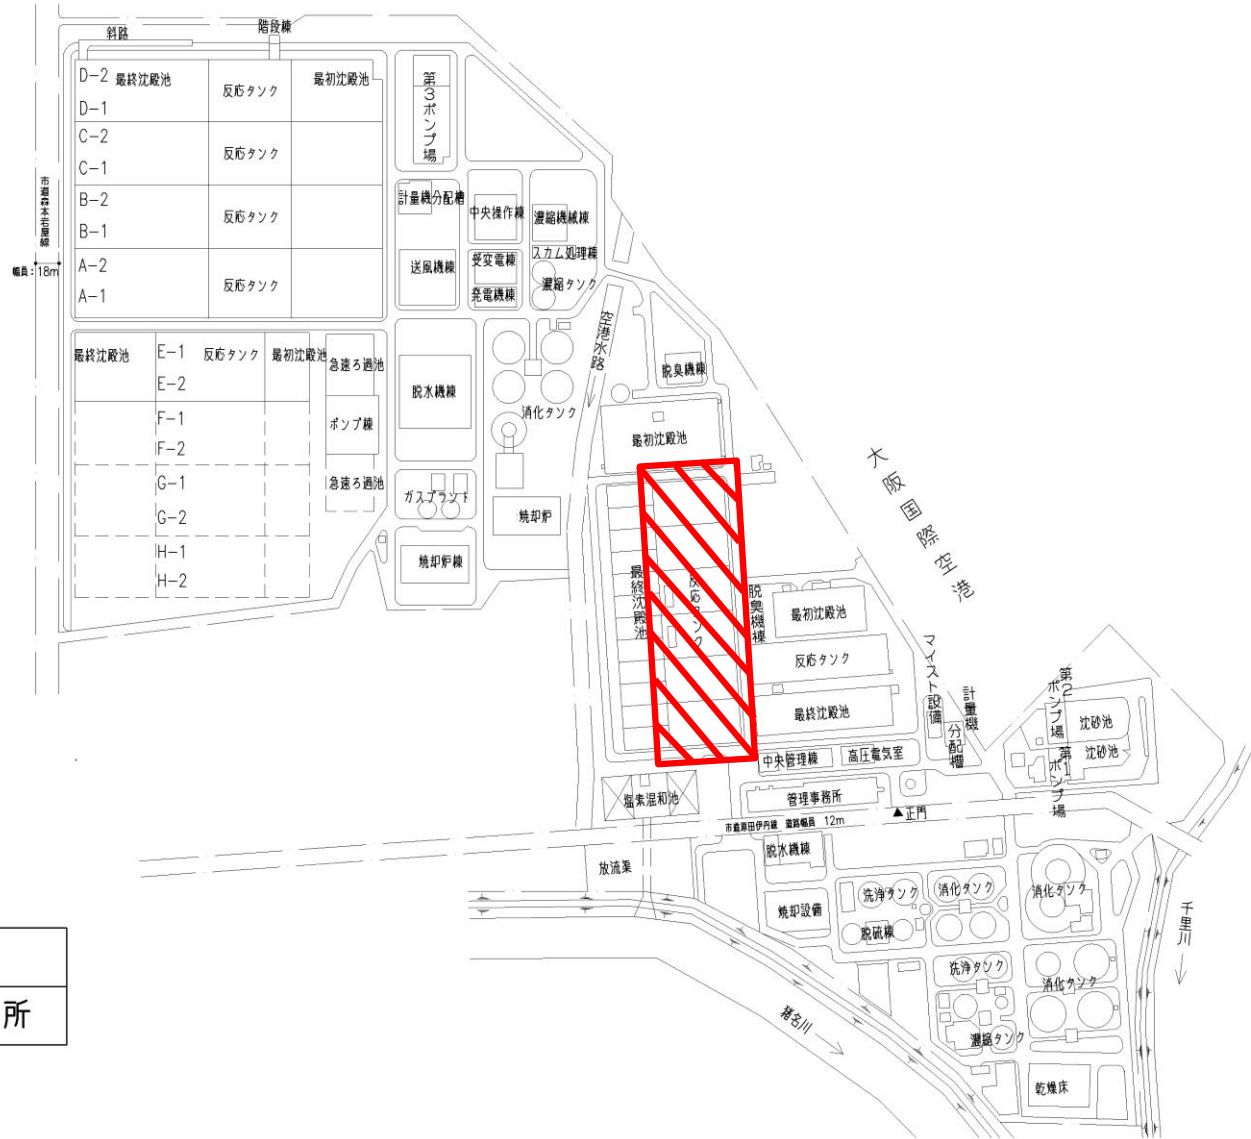 斜路
階段棟
D-2
最終沈殿池
反応タンク
最初沈殿池
D-1
C-2
反応タンク
C-1
B-2
反応タンク
B-1
A-2
反応タンク
A-1
市道森本岩屋線
幅員:18m
第3ポンプ場
計量機分配槽
中央操作棟
濃縮機械棟
スカム処理棟
送風機棟
受変電棟
発電機棟
濃縮タンク
最終沈殿池
E-1
反応タンク
最初沈殿池
急速ろ過池
E-2
F-1
ポンプ棟
F-2
G-1
急速ろ過池
G-2
H-1
H-2
脱水機棟
消化タンク
空港水路
脱臭機棟
最初沈殿池
ガスプラント
焼却炉
焼却炉棟
大阪国際空港
最終沈殿池
反応タンク
脱臭機棟
最初沈殿池
反応タンク
最終沈殿池
マイスト設備
計量機
分配槽
第2
ポンプ場
沈砂池
第1
ポンプ場
沈砂池
中央管理棟
高圧電気室
塩素混和池
管理事務所
▲正門
市道原田伊丹線 道路幅員 12m
放流渠
脱水機棟
焼却設備
洗浄タンク
消化タンク
消化タンク
脱硫棟
千里川
洗浄タンク
消化タンク
猪名川
濃縮タンク
乾燥床
所